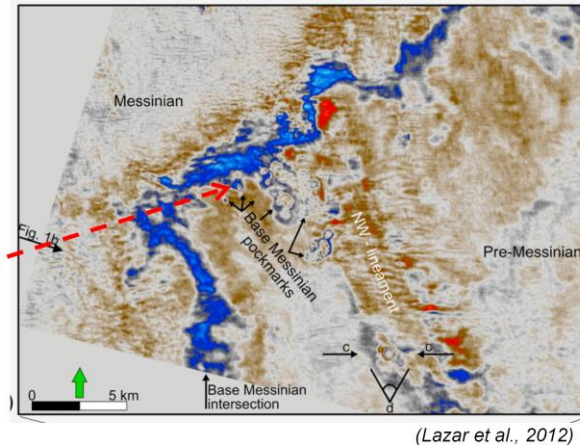 Messinian
Fig. 1b
Base Messinian
pockmarks
NW lineament
Pre-Messinian
c
c
d
0 5 km
Base Messinian
intersection
)
(Lazar et al., 2012)